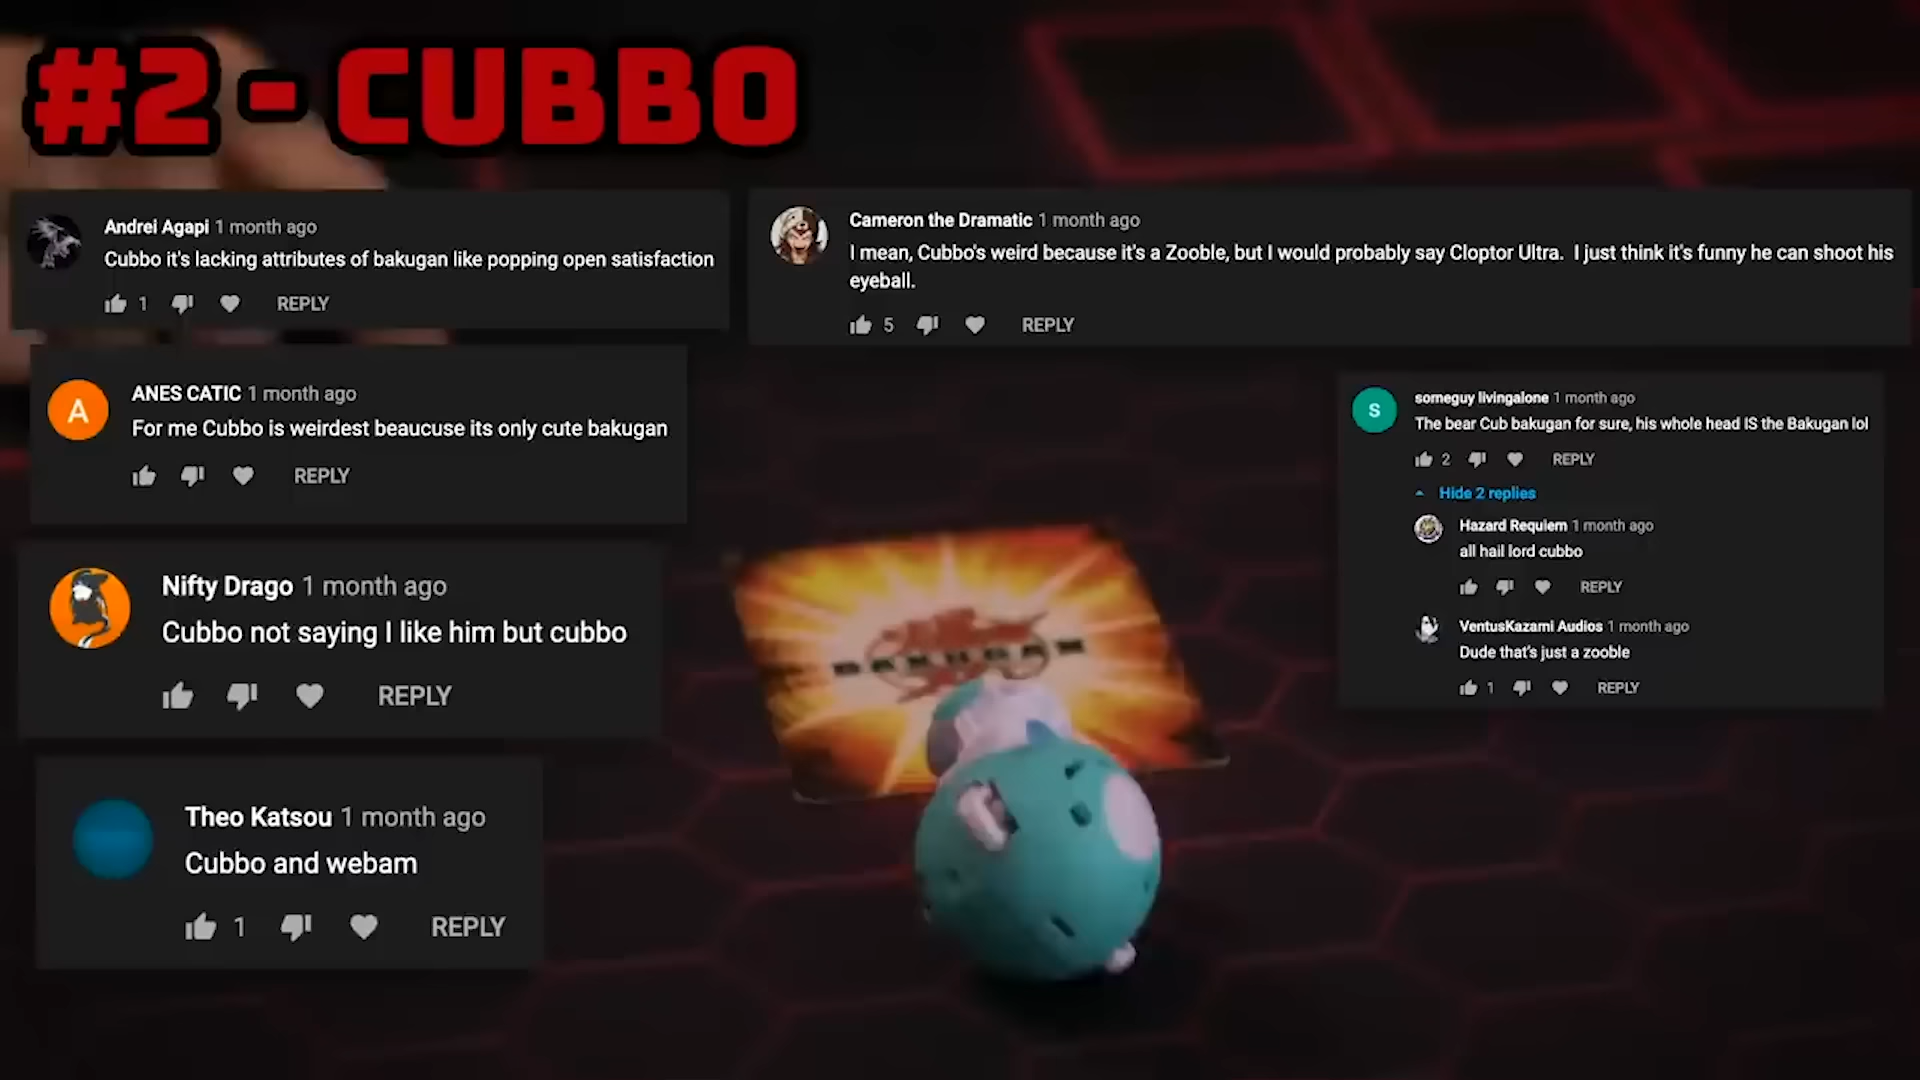 #2 - CUBBO
Andrei Agapi 1 month ago
Cubbo it's lacking attributes of bakugan like popping open satisfaction
1 REPLY
Cameron the Dramatic 1 month ago
I mean, Cubbo's weird because it's a Zooble, but I would probably say Cloptor Ultra. I just think it's funny he can shoot his
eyeball.
5 REPLY
A
ANES CATIC 1 month ago
For me Cubbo is weirdest beaucuse its only cute bakugan
REPLY
Nifty Drago 1 month ago
Cubbo not saying I like him but cubbo
REPLY
Theo Katsou 1 month ago
Cubbo and webam
1 REPLY
S
someguy livingalone 1 month ago
The bear Cub bakugan for sure, his whole head IS the Bakugan lol
2 REPLY
Hide 2 replies
Hazard Requiem 1 month ago
all hail lord cubbo
REPLY
VentusKazami Audios 1 month ago
Dude that's just a zooble
1 REPLY
BAKUGAN